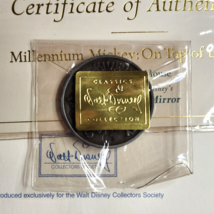 Certificate of Authen
Millennium Mickey: On Top of
Mirror
CLASSICS
Walt Disney
COLLECTION
Walt Disney
COLLECTORS
oduced exclusively for the Walt Disney Collectors Society